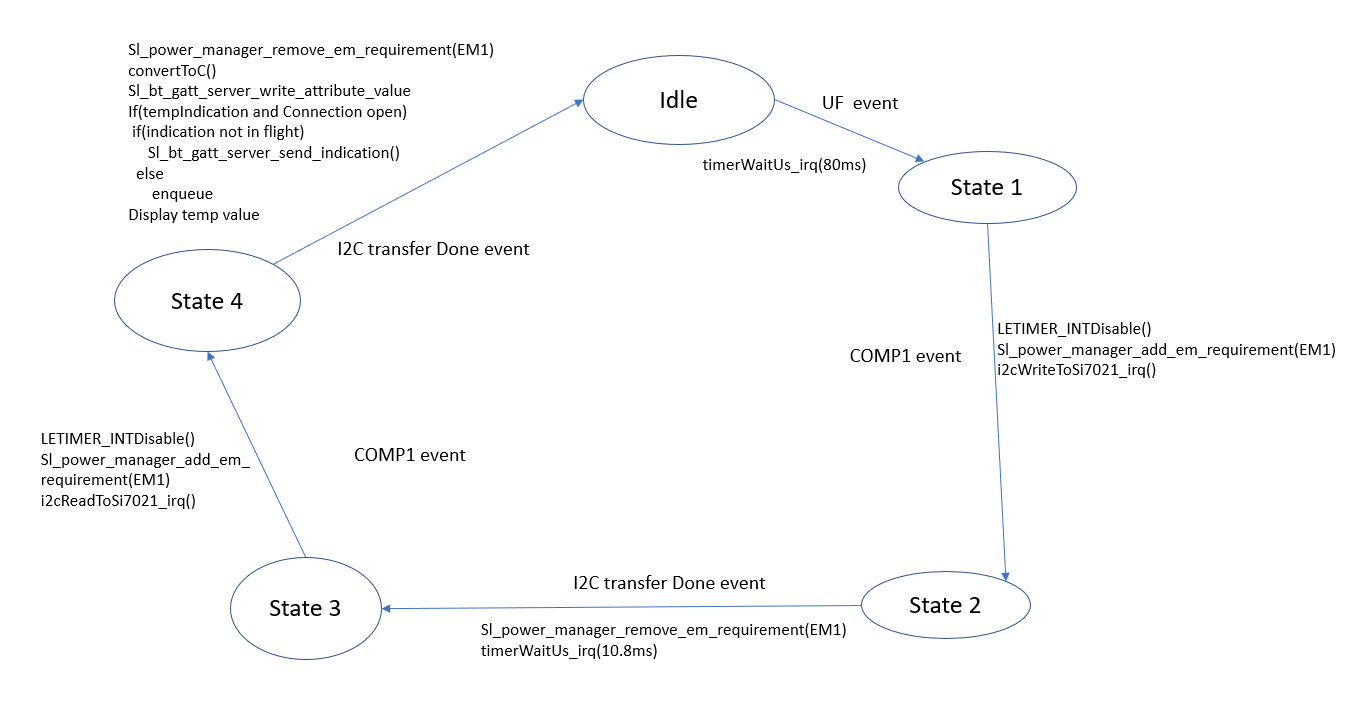 Sl_power_manager_remove_em_requirement(EM1)
convertToC()
Sl_bt_gatt_server_write_attribute_value
If(tempIndication and Connection open)
if(indication not in flight)
Sl_bt_gatt_server_send_indication()
else
enqueue
Display temp value
Idle
UF event
timerWaitUs_irq(80ms)
State 1
I2C transfer Done event
State 4
LETIMER_INTDisable()
Sl_power_manager_add_em_requirement(EM1)
i2cWriteToSi7021_irq()
COMP1 event
LETIMER_INTDisable()
Sl_power_manager_add_em_
requirement(EM1)
i2cReadToSi7021_irq()
COMP1 event
I2C transfer Done event
State 3
State 2
Sl_power_manager_remove_em_requirement(EM1)
timerWaitUs_irq(10.8ms)